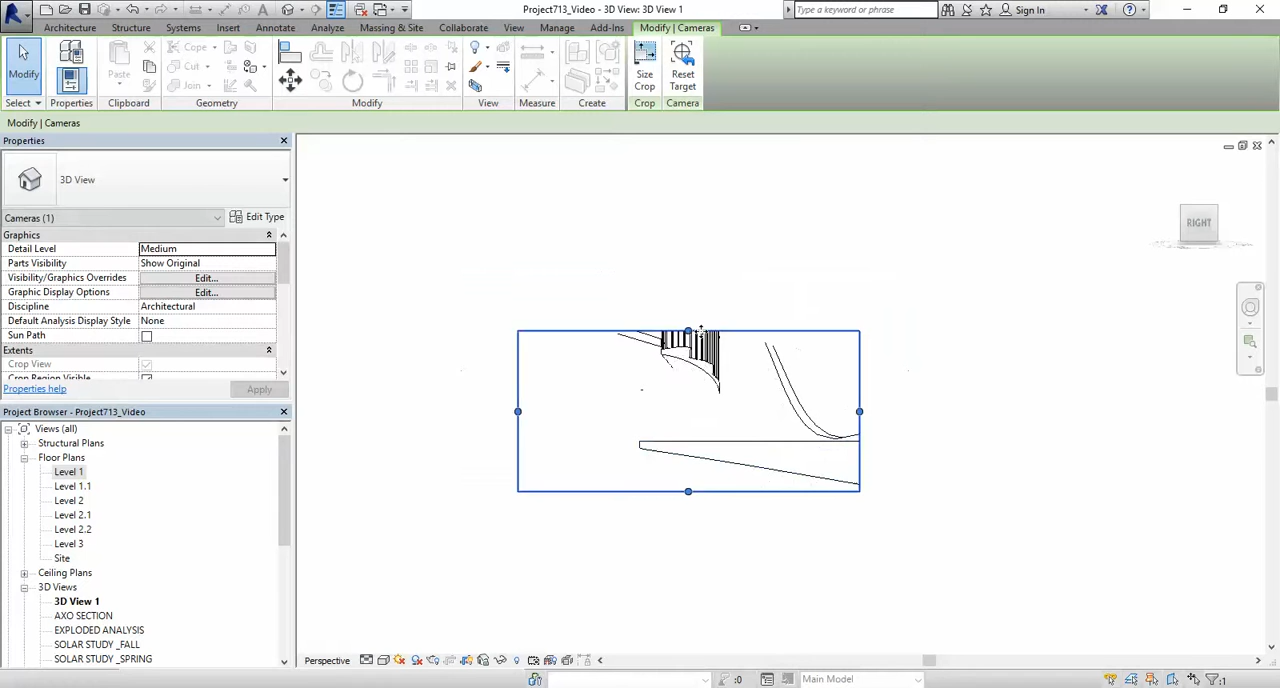 Project713_Video - 3D View: 3D View 1
Type a keyword or phrase
Sign In
Architecture Structure Systems Insert Annotate Analyze Massing & Site Collaborate View Manage Add-Ins Modify | Cameras
Modify
Paste
Cope
Cut
Join
Size Crop
Reset Target
Select Properties Clipboard Geometry Modify View Measure Create Crop Camera
Modify | Cameras
Properties
3D View
Cameras (1) Edit Type
Graphics
Detail Level Medium
Parts Visibility Show Original
Visibility/Graphics Overrides Edit...
Graphic Display Options Edit...
Discipline Architectural
Default Analysis Display Style None
Sun Path
Extents
Crop View
Crop Region Visible
Properties help Apply
Project Browser - Project713_Video
Views (all)
Structural Plans
Floor Plans
Level 1
Level 1.1
Level 2
Level 2.1
Level 2.2
Level 3
Site
Ceiling Plans
3D Views
3D View 1
AXO SECTION
EXPLODED ANALYSIS
SOLAR STUDY _FALL
SOLAR STUDY _SPRING
RIGHT
Perspective
:0
Main Model
:1